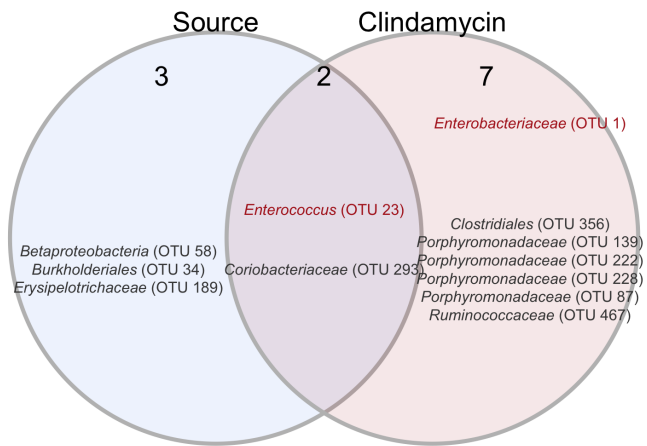 Source
Clindamycin
3
2
7
Enterobacteriaceae (OTU 1)
Enterococcus (OTU 23)
Betaproteobacteria (OTU 58)
Burkholderiales (OTU 34)
Erysipelotrichaceae (OTU 189)
Coriobacteriaceae (OTU 293)
Clostridiales (OTU 356)
Porphyromonadaceae (OTU 139)
Porphyromonadaceae (OTU 222)
Porphyromonadaceae (OTU 228)
Porphyromonadaceae (OTU 87)
Ruminococcaceae (OTU 467)